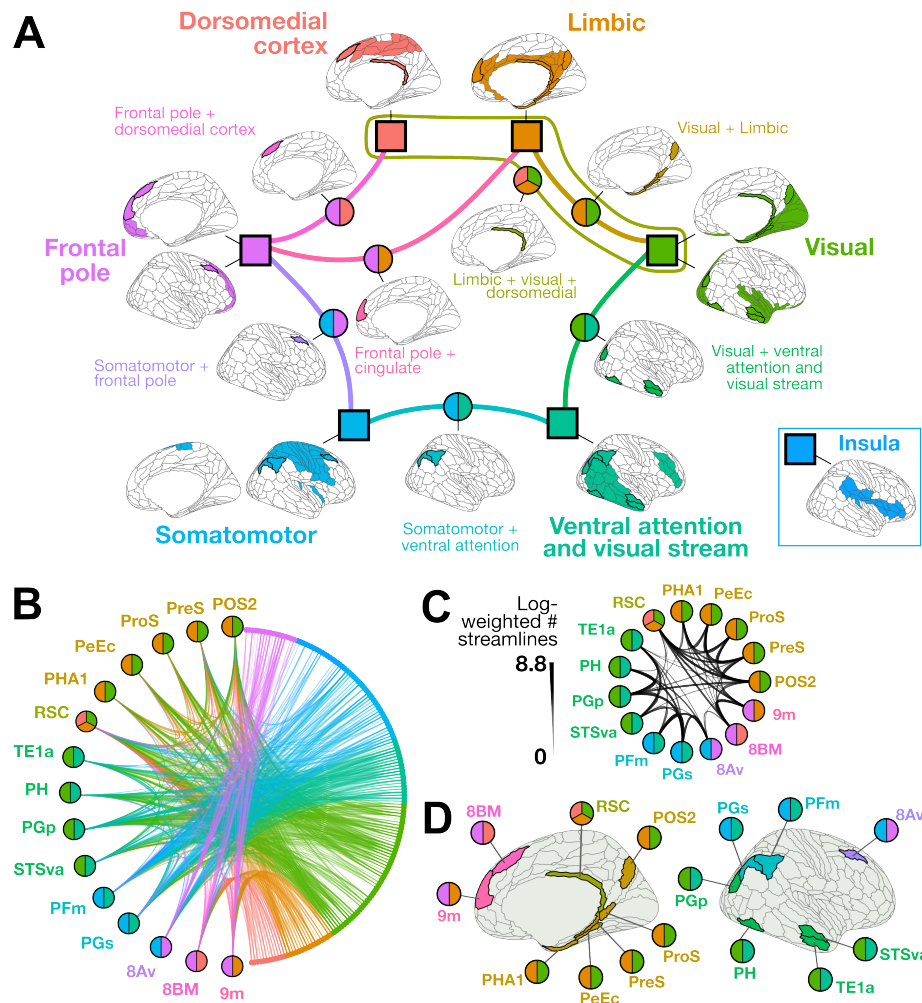 A
Dorsomedial
cortex
Limbic
Frontal pole +
dorsomedial cortex
Visual + Limbic
Frontal
pole
Visual
Limbic + visual +
dorsomedial
Somatomotor +
frontal pole
Frontal pole +
cingulate
Visual + ventral
attention and
visual stream
Insula
Somatomotor
Somatomotor +
ventral attention
Ventral attention
and visual stream
B
POS2
PreS
ProS
PeEc
PHA1
RSC
TE1a
PH
PGp
STSva
PFm
PGs
8Av
8BM
9m
C
Log-
weighted #
streamlines
8.8
0
RSC
PHA1
PeEc
ProS
PreS
POS2
9m
8BM
8Av
PGs
PFm
STSva
PGp
PH
TE1a
D
8BM
RSC
POS2
9m
PHA1
PeEc
PreS
ProS
PGs
PFm
8Av
PGp
PH
TE1a
STSva